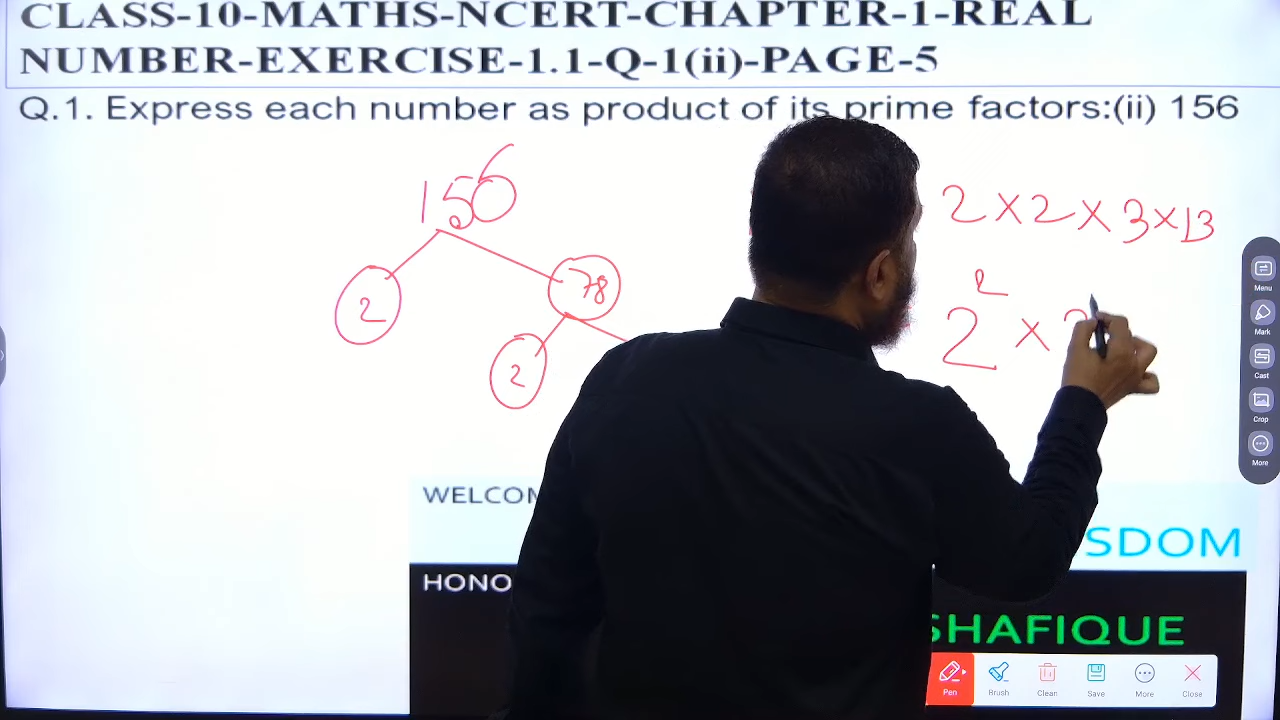 CLASS-10-MATHS-NCERT-CHAPTER-1-REAL
NUMBER-EXERCISE-1.1-Q-1(ii)-PAGE-5
Q.1. Express each number as product of its prime factors:(ii) 156
156
2 78
2
2 × 2 × 3 × 13
2² ×
WELCOM
SDOM
HONO
SHAFIQUE
Menu
Mark
Cast
Crop
More
Pen Brush Clean Save More Close